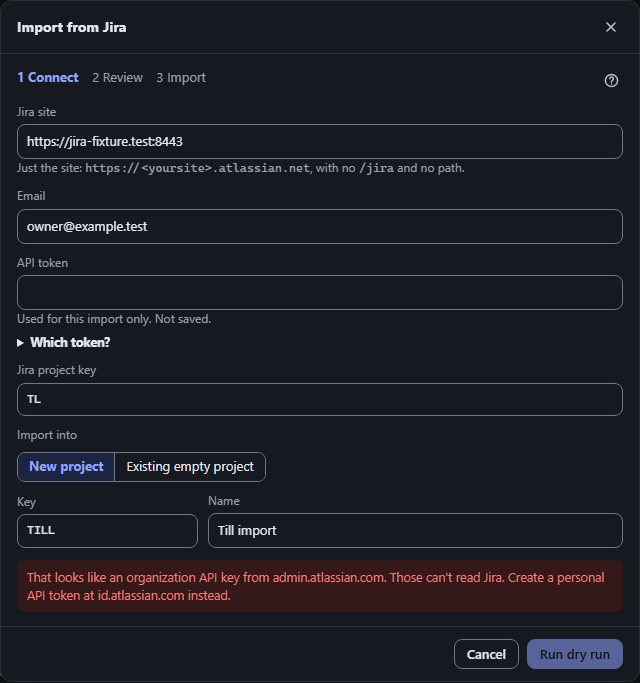 Import from Jira
1 Connect 2 Review 3 Import
Jira site
https://jira-fixture.test:8443
Just the site: https://<yoursite>.atlassian.net, with no /jira and no path.
Email
owner@example.test
API token
Used for this import only. Not saved.
Which token?
Jira project key
TL
Import into
New project Existing empty project
Key Name
TILL Till import
That looks like an organization API key from admin.atlassian.com. Those can't read Jira. Create a personal
API token at id.atlassian.com instead.
Cancel Run dry run